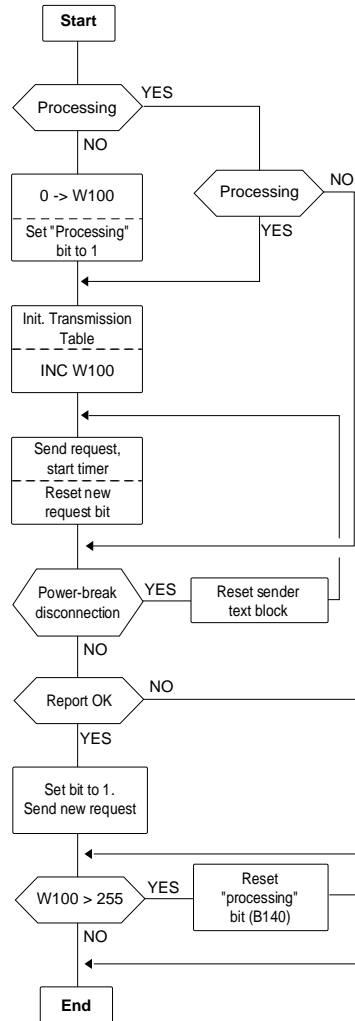 Start
YES
Processing
NO
0 -> W100
Set "Processing"
bit to 1
Processing
NO
YES
Init. Transmission
Table
INC W100
Send request,
start timer
Reset new
request bit
Power-break
disconnection
YES
Reset sender
text block
NO
Report OK
NO
YES
Set bit to 1.
Send new request
W100 > 255
YES
Reset
"processing"
bit (B140)
NO
End